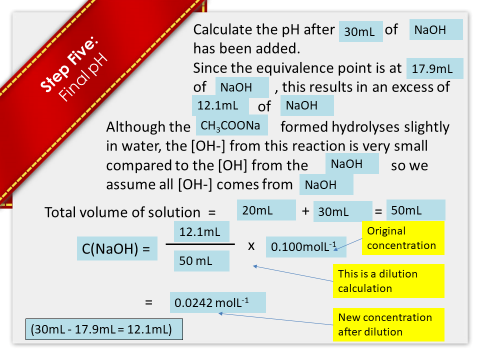 Step Five:
Final pH
Calculate the pH after 30mL of NaOH
has been added.
Since the equivalence point is at 17.9mL
of NaOH , this results in an excess of
12.1mL of NaOH
Although the CH₃COONa formed hydrolyses slightly
in water, the [OH-] from this reaction is very small
compared to the [OH] from the NaOH so we
assume all [OH-] comes from NaOH
Total volume of solution = 20mL + 30mL = 50mL
C(NaOH) = 12.1mL / 50 mL x 0.100molL⁻¹
Original
concentration
This is a dilution
calculation
= 0.0242 molL⁻¹
New concentration
after dilution
(30mL - 17.9mL = 12.1mL)